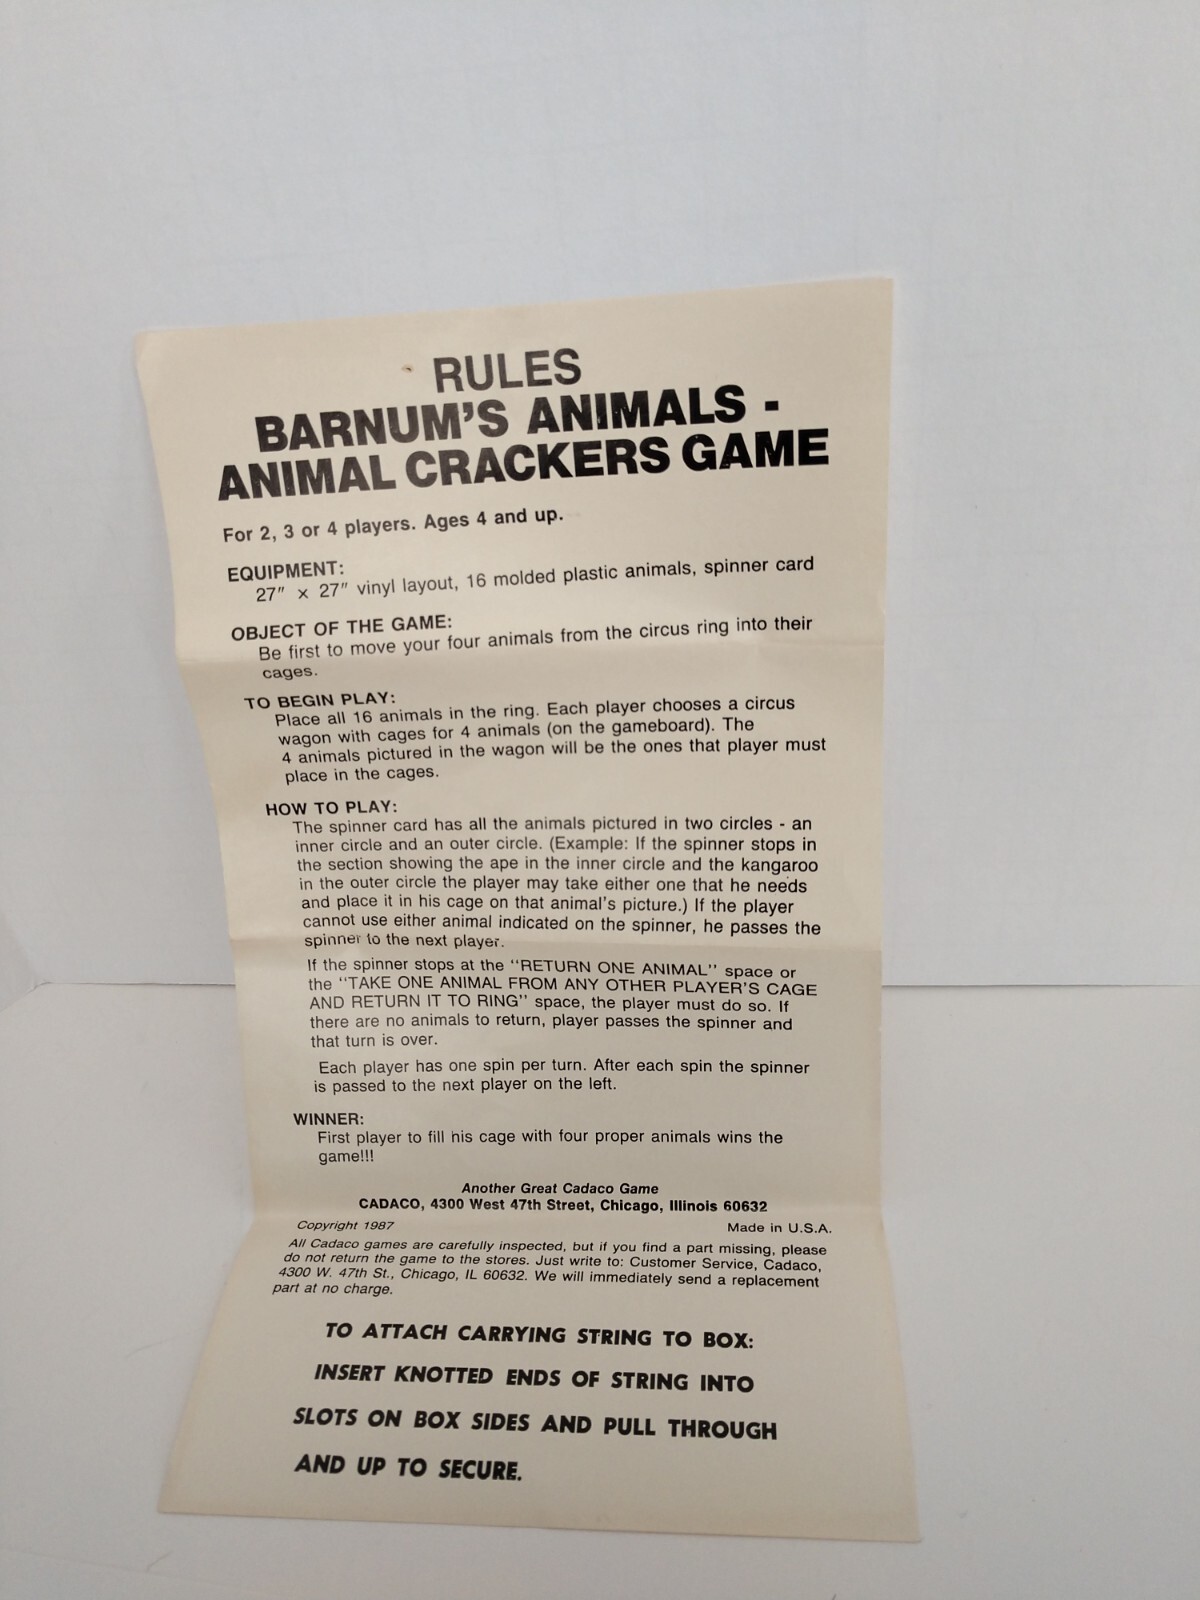 RULES
BARNUM'S ANIMALS -
ANIMAL CRACKERS GAME
For 2, 3 or 4 players. Ages 4 and up.
EQUIPMENT:
27" x 27" vinyl layout, 16 molded plastic animals, spinner card
OBJECT OF THE GAME:
Be first to move your four animals from the circus ring into their
cages.
TO BEGIN PLAY:
Place all 16 animals in the ring. Each player chooses a circus
wagon with cages for 4 animals (on the gameboard). The
4 animals pictured in the wagon will be the ones that player must
place in the cages.
HOW TO PLAY:
The spinner card has all the animals pictured in two circles - an
inner circle and an outer circle. (Example: If the spinner stops in
the section showing the ape in the inner circle and the kangaroo
in the outer circle the player may take either one that he needs
and place it in his cage on that animal's picture.) If the player
cannot use either animal indicated on the spinner, he passes the
spinner to the next player.
If the spinner stops at the "RETURN ONE ANIMAL" space or
the "TAKE ONE ANIMAL FROM ANY OTHER PLAYER'S CAGE
AND RETURN IT TO RING" space, the player must do so. If
there are no animals to return, player passes the spinner and
that turn is over.
Each player has one spin per turn. After each spin the spinner
is passed to the next player on the left.
WINNER:
First player to fill his cage with four proper animals wins the
game!!!
Another Great Cadaco Game
CADACO, 4300 West 47th Street, Chicago, Illinois 60632
Copyright 1987 Made in U.S.A.
All Cadaco games are carefully inspected, but if you find a part missing, please
do not return the game to the stores. Just write to: Customer Service, Cadaco,
4300 W. 47th St., Chicago, IL 60632. We will immediately send a replacement
part at no charge.
TO ATTACH CARRYING STRING TO BOX:
INSERT KNOTTED ENDS OF STRING INTO
SLOTS ON BOX SIDES AND PULL THROUGH
AND UP TO SECURE.